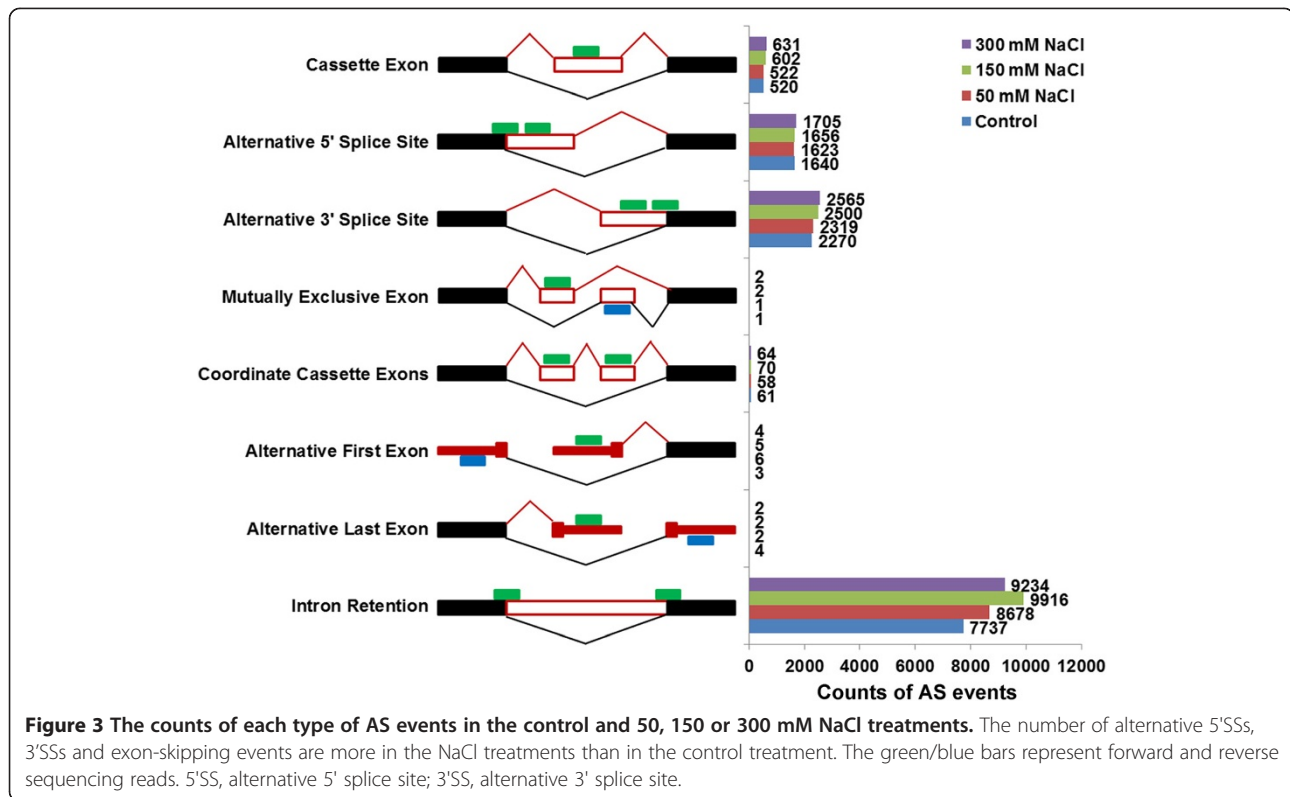 Cassette Exon
631
602
522
520
300 mM NaCl
150 mM NaCl
50 mM NaCl
Control
Alternative 5' Splice Site
1705
1656
1623
1640
Alternative 3' Splice Site
2565
2500
2319
2270
Mutually Exclusive Exon
2
2
1
1
Coordinate Cassette Exons
64
70
58
61
Alternative First Exon
4
5
6
3
Alternative Last Exon
2
2
2
4
Intron Retention
9234
9916
8678
7737
0 2000 4000 6000 8000 10000 12000
Counts of AS events
Figure 3 The counts of each type of AS events in the control and 50, 150 or 300 mM NaCl treatments. The number of alternative 5'SSs,
3'SSs and exon-skipping events are more in the NaCl treatments than in the control treatment. The green/blue bars represent forward and reverse
sequencing reads. 5'SS, alternative 5' splice site; 3'SS, alternative 3' splice site.